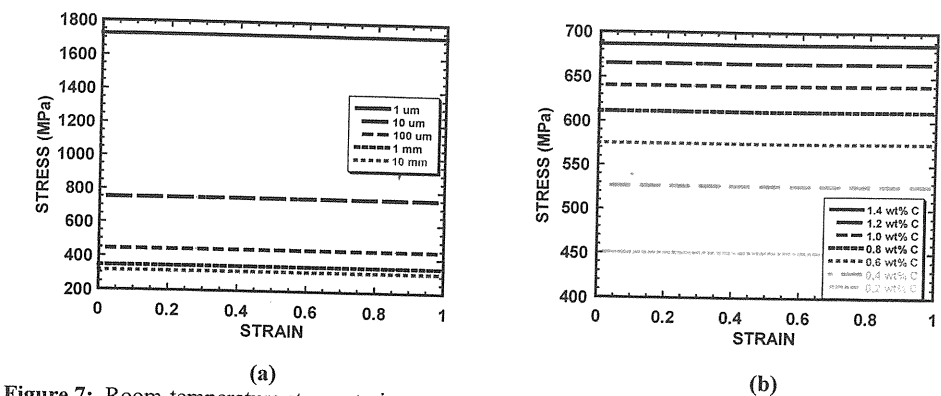 1800
1600
1400
1200
1000
800
600
400
200
STRESS (MPa)
0
0.2
0.4
0.6
0.8
1
STRAIN
1 um
10 um
100 um
1 mm
10 mm
(a)
700
650
600
550
500
450
400
STRESS (MPa)
0
0.2
0.4
0.6
0.8
1
STRAIN
1.4 wt% C
1.2 wt% C
1.0 wt% C
0.8 wt% C
0.6 wt% C
0.4 wt% C
0.2 wt% C
(b)
Figure 7: Room temperature